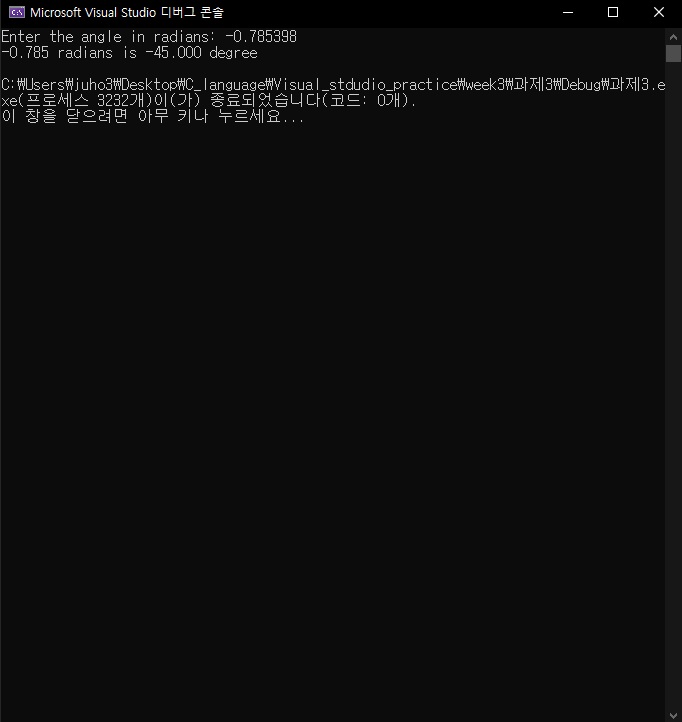 Microsoft Visual Studio 디버그 콘솔
Enter the angle in radians: -0.785398
-0.785 radians is -45.000 degree
C:₩Users₩juho3₩Desktop₩C_language₩Visual_stdudio_practice₩week3₩과제3₩Debug₩과제3.e
xe(프로세스 3232개)이(가) 종료되었습니다(코드: 0개).
이 창을 닫으려면 아무 키나 누르세요...